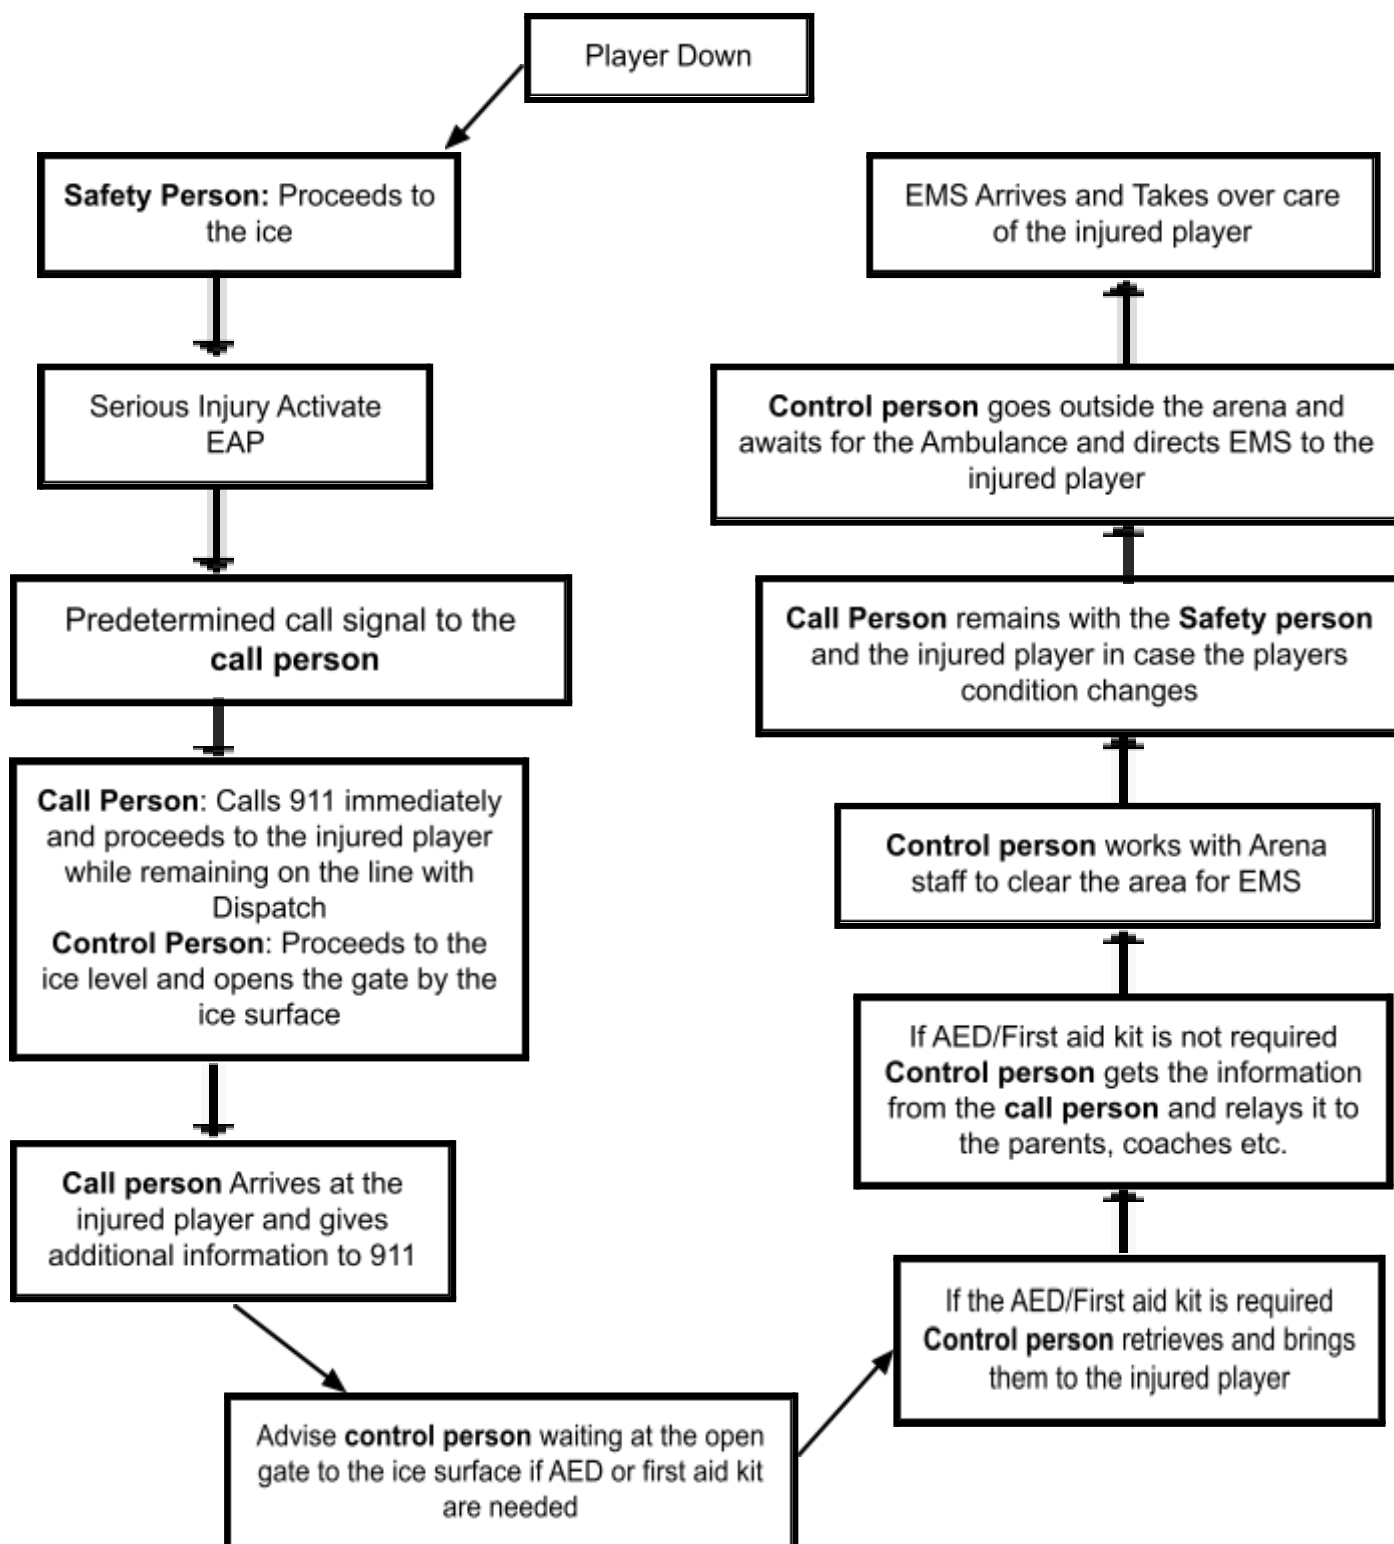 Player Down
Safety Person: Proceeds to
the ice
Serious Injury Activate
EAP
Predetermined call signal to the
call person
Call Person: Calls 911 immediately
and proceeds to the injured player
while remaining on the line with
Dispatch
Control Person: Proceeds to the
ice level and opens the gate by the
ice surface
Call person Arrives at the
injured player and gives
additional information to 911
Advise control person waiting at the open
gate to the ice surface if AED or first aid kit
are needed
If the AED/First aid kit is required
Control person retrieves and brings
them to the injured player
If AED/First aid kit is not required
Control person gets the information
from the call person and relays it to
the parents, coaches etc.
Control person works with Arena
staff to clear the area for EMS
Call Person remains with the Safety person
and the injured player in case the players
condition changes
Control person goes outside the arena and
awaits for the Ambulance and directs EMS to the
injured player
EMS Arrives and Takes over care
of the injured player